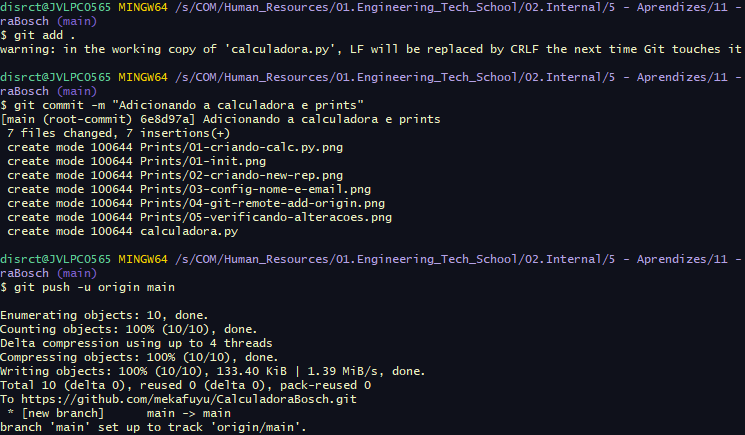 disrct@JVLPC0565 MINGW64 /s/COM/Human_Resources/01.Engineering_Tech_School/02.Internal/5 - Aprendizes/11 -
raBosch (main)
$ git add .
warning: in the working copy of 'calculadora.py', LF will be replaced by CRLF the next time Git touches it
disrct@JVLPC0565 MINGW64 /s/COM/Human_Resources/01.Engineering_Tech_School/02.Internal/5 - Aprendizes/11 -
raBosch (main)
$ git commit -m "Adicionando a calculadora e prints"
[main (root-commit) 6e8d97a] Adicionando a calculadora e prints
 7 files changed, 7 insertions(+)
 create mode 100644 Prints/01-criando-calc.py.png
 create mode 100644 Prints/01-init.png
 create mode 100644 Prints/02-criando-new-rep.png
 create mode 100644 Prints/03-config-nome-e-email.png
 create mode 100644 Prints/04-git-remote-add-origin.png
 create mode 100644 Prints/05-verificando-alteracoes.png
 create mode 100644 calculadora.py
disrct@JVLPC0565 MINGW64 /s/COM/Human_Resources/01.Engineering_Tech_School/02.Internal/5 - Aprendizes/11 -
raBosch (main)
$ git push -u origin main
Enumerating objects: 10, done.
Counting objects: 100% (10/10), done.
Delta compression using up to 4 threads
Compressing objects: 100% (10/10), done.
Writing objects: 100% (10/10), 133.40 KiB | 1.39 MiB/s, done.
Total 10 (delta 0), reused 0 (delta 0), pack-reused 0
To https://github.com/mekafuyu/CalculadoraBosch.git
 * [new branch]      main -> main
branch 'main' set up to track 'origin/main'.